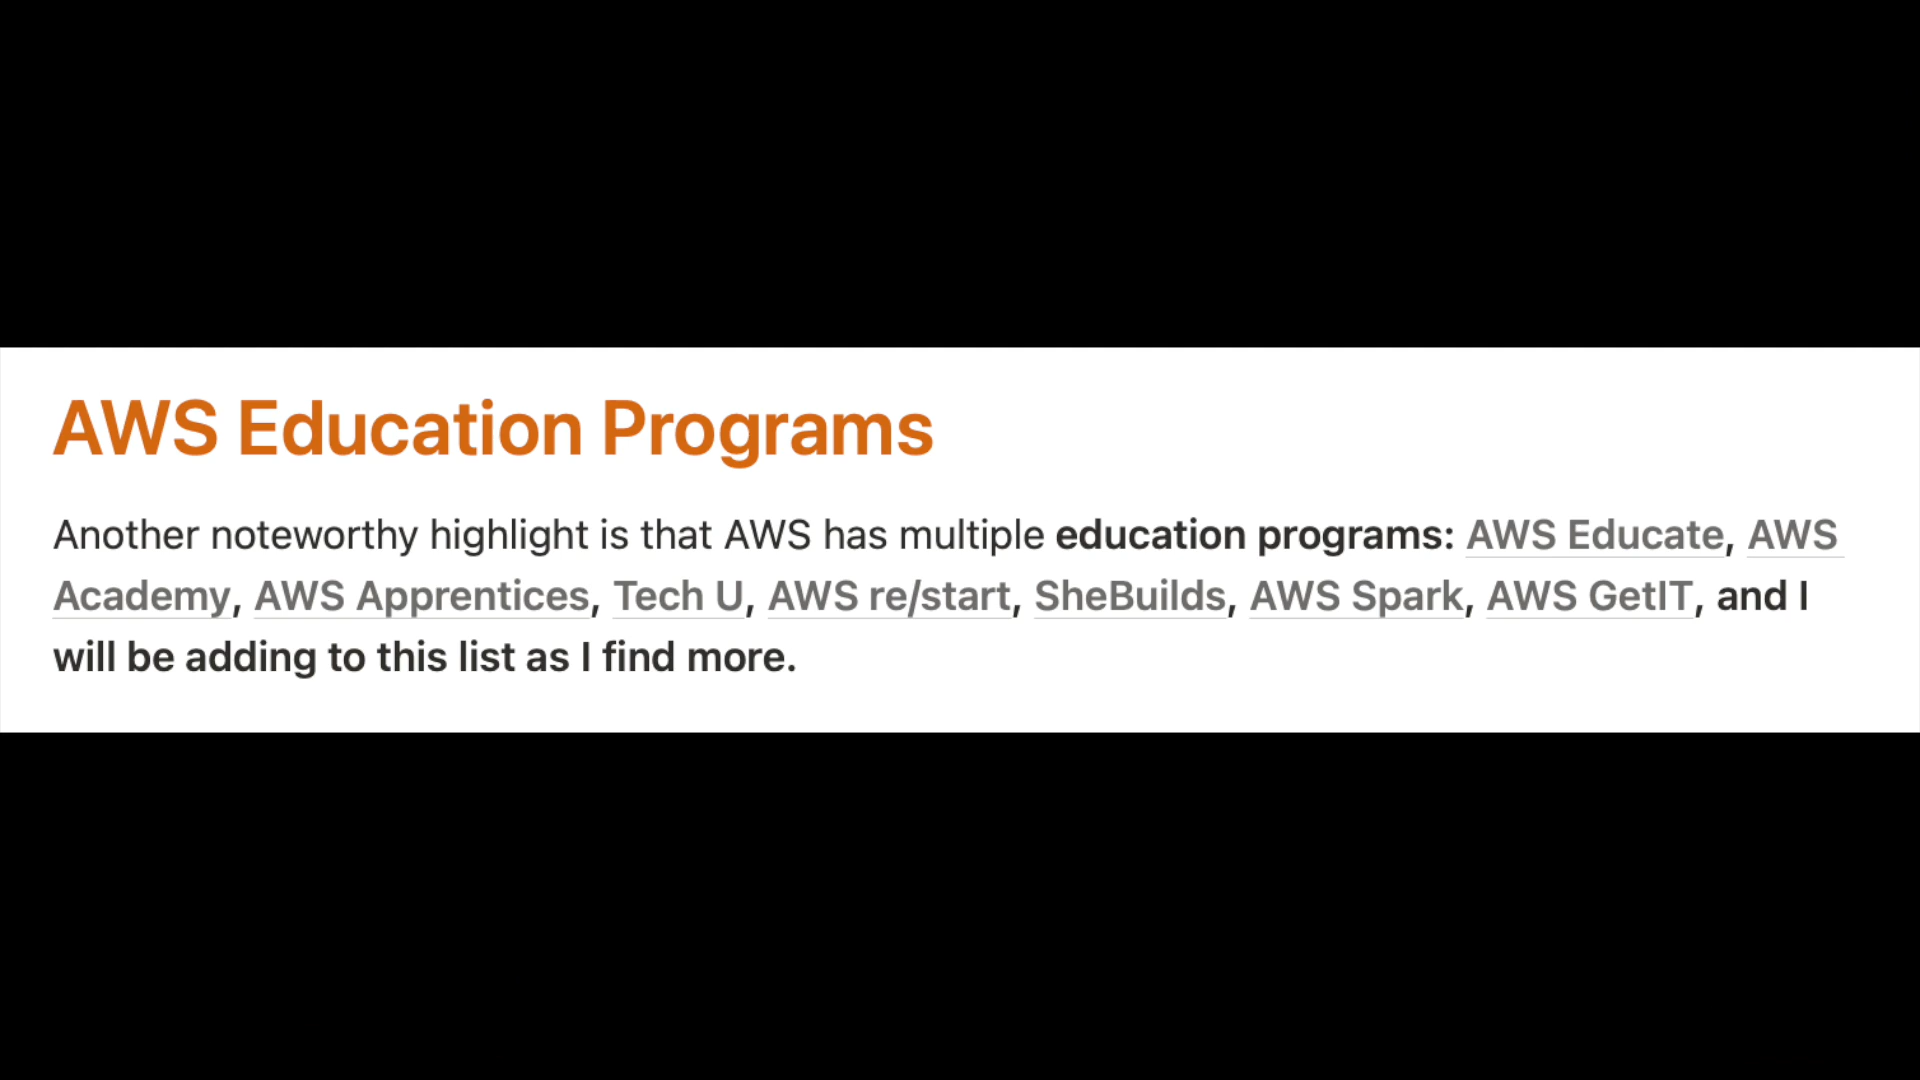 AWS Education Programs
Another noteworthy highlight is that AWS has multiple education programs: AWS Educate, AWS
Academy, AWS Apprentices, Tech U, AWS re/start, SheBuilds, AWS Spark, AWS GetIT, and I
will be adding to this list as I find more.